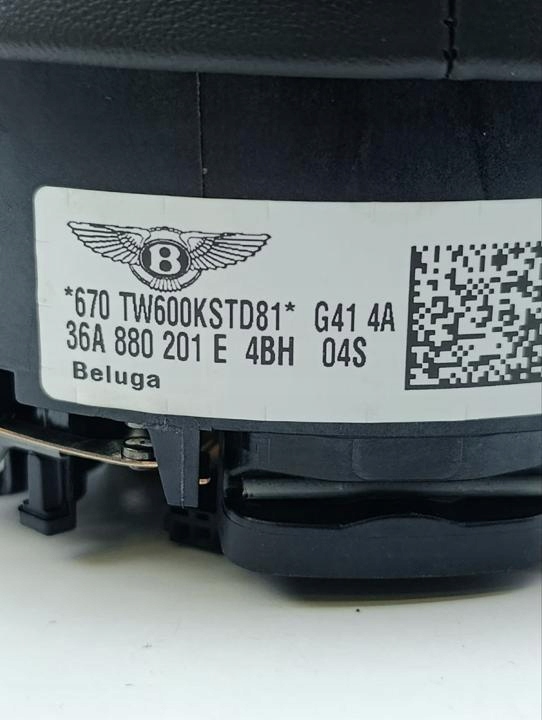 B
*670 TW600KSTD81* G41 4A
36A 880 201 E 4BH 04S
Beluga